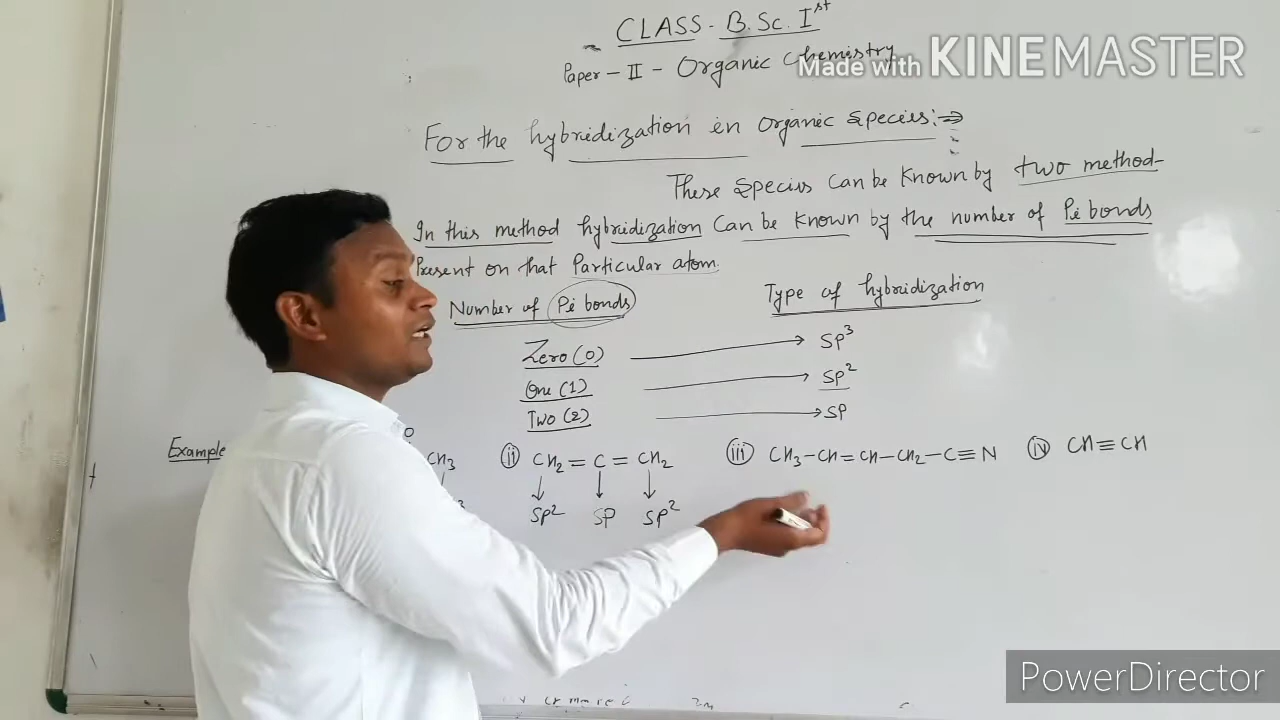 CLASS - B.Sc. Ist
Paper - II - Organic Chemistry
Made with KINEMASTER
For the hybridization in organic species:⇒
These species can be known by two method-
In this method hybridization can be known by the number of Pi bonds
Present on that Particular atom.
Number of Pi bonds Type of hybridization
Zero (0) → SP³
One (1) → SP²
Two (2) → SP
Example
CH₃
(ii) CH₂=C=CH₂
SP² SP SP²
(iii) CH₃-CH=CH-CH₂-C≡N
(iv) CH≡CH
PowerDirector